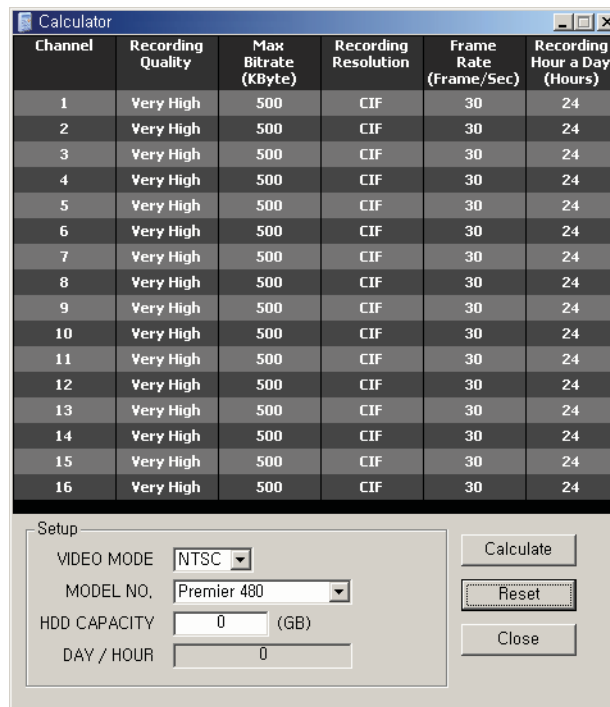 Calculator
Channel Recording Quality Max Bitrate (KByte) Recording Resolution Frame Rate (Frame/Sec) Recording Hour a Day (Hours)
1 Very High 500 CIF 30 24
2 Very High 500 CIF 30 24
3 Very High 500 CIF 30 24
4 Very High 500 CIF 30 24
5 Very High 500 CIF 30 24
6 Very High 500 CIF 30 24
7 Very High 500 CIF 30 24
8 Very High 500 CIF 30 24
9 Very High 500 CIF 30 24
10 Very High 500 CIF 30 24
11 Very High 500 CIF 30 24
12 Very High 500 CIF 30 24
13 Very High 500 CIF 30 24
14 Very High 500 CIF 30 24
15 Very High 500 CIF 30 24
16 Very High 500 CIF 30 24
Setup
VIDEO MODE NTSC
MODEL NO, Premier 480
HDD CAPACITY 0 (GB)
DAY / HOUR 0
Calculate
Reset
Close